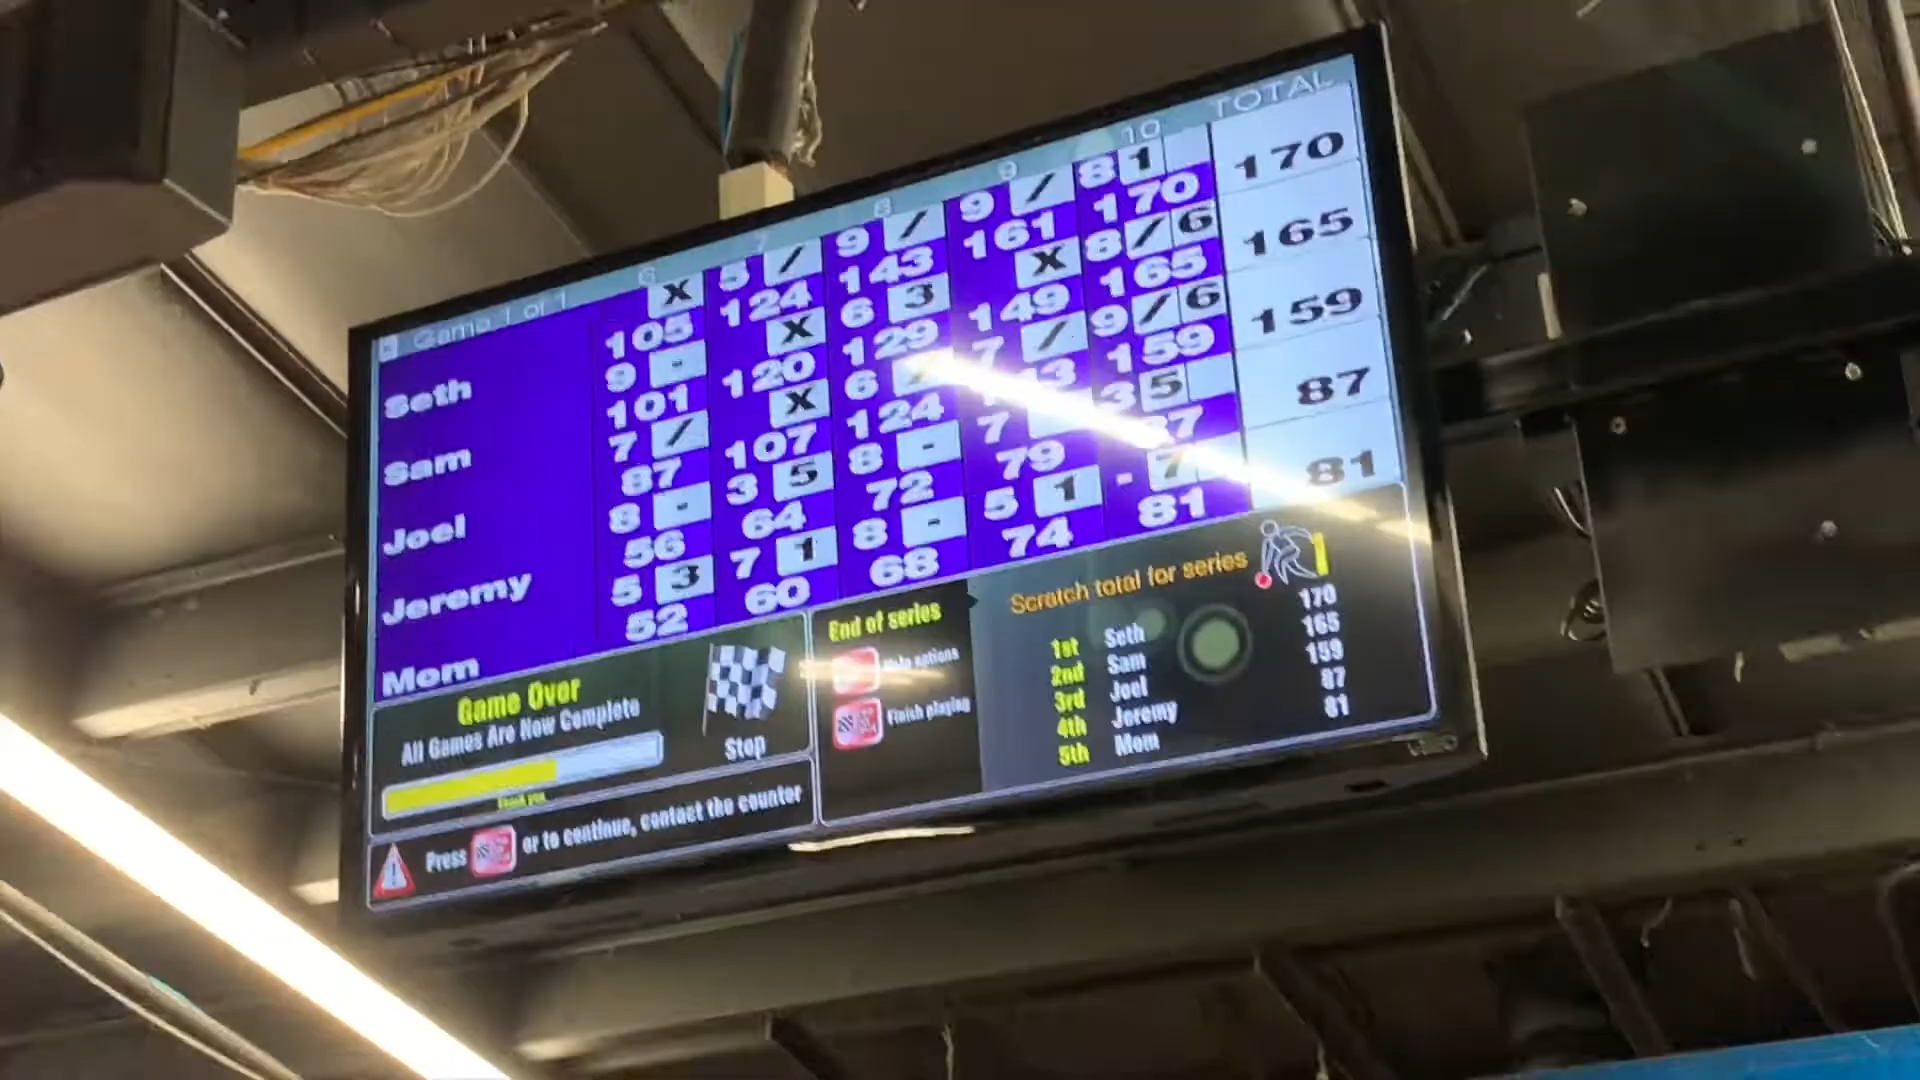 Game 1 of 1 6 7 8 9 10 TOTAL
X 5 / 9 / 9 / 8 1
Seth 105 124 143 161 170 170
9 - X 6 3 X 8 / 6
Sam 101 120 129 149 165 165
7 / X 6 7 / 9 / 6
Joel 87 107 124 159 159
8 - 3 5 8 - 7 3 5
Jeremy 56 64 72 79 87
5 3 7 1 8 - 5 1 - 7
Mom 52 60 68 74 81 81
Game Over
All Games Are Now Complete
Thank you
Stop
Press or to continue, contact the counter
End of series
options
Finish playing
Scratch total for series
1st Seth 170
2nd Sam 165
3rd Joel 159
4th Jeremy 87
5th Mom 81